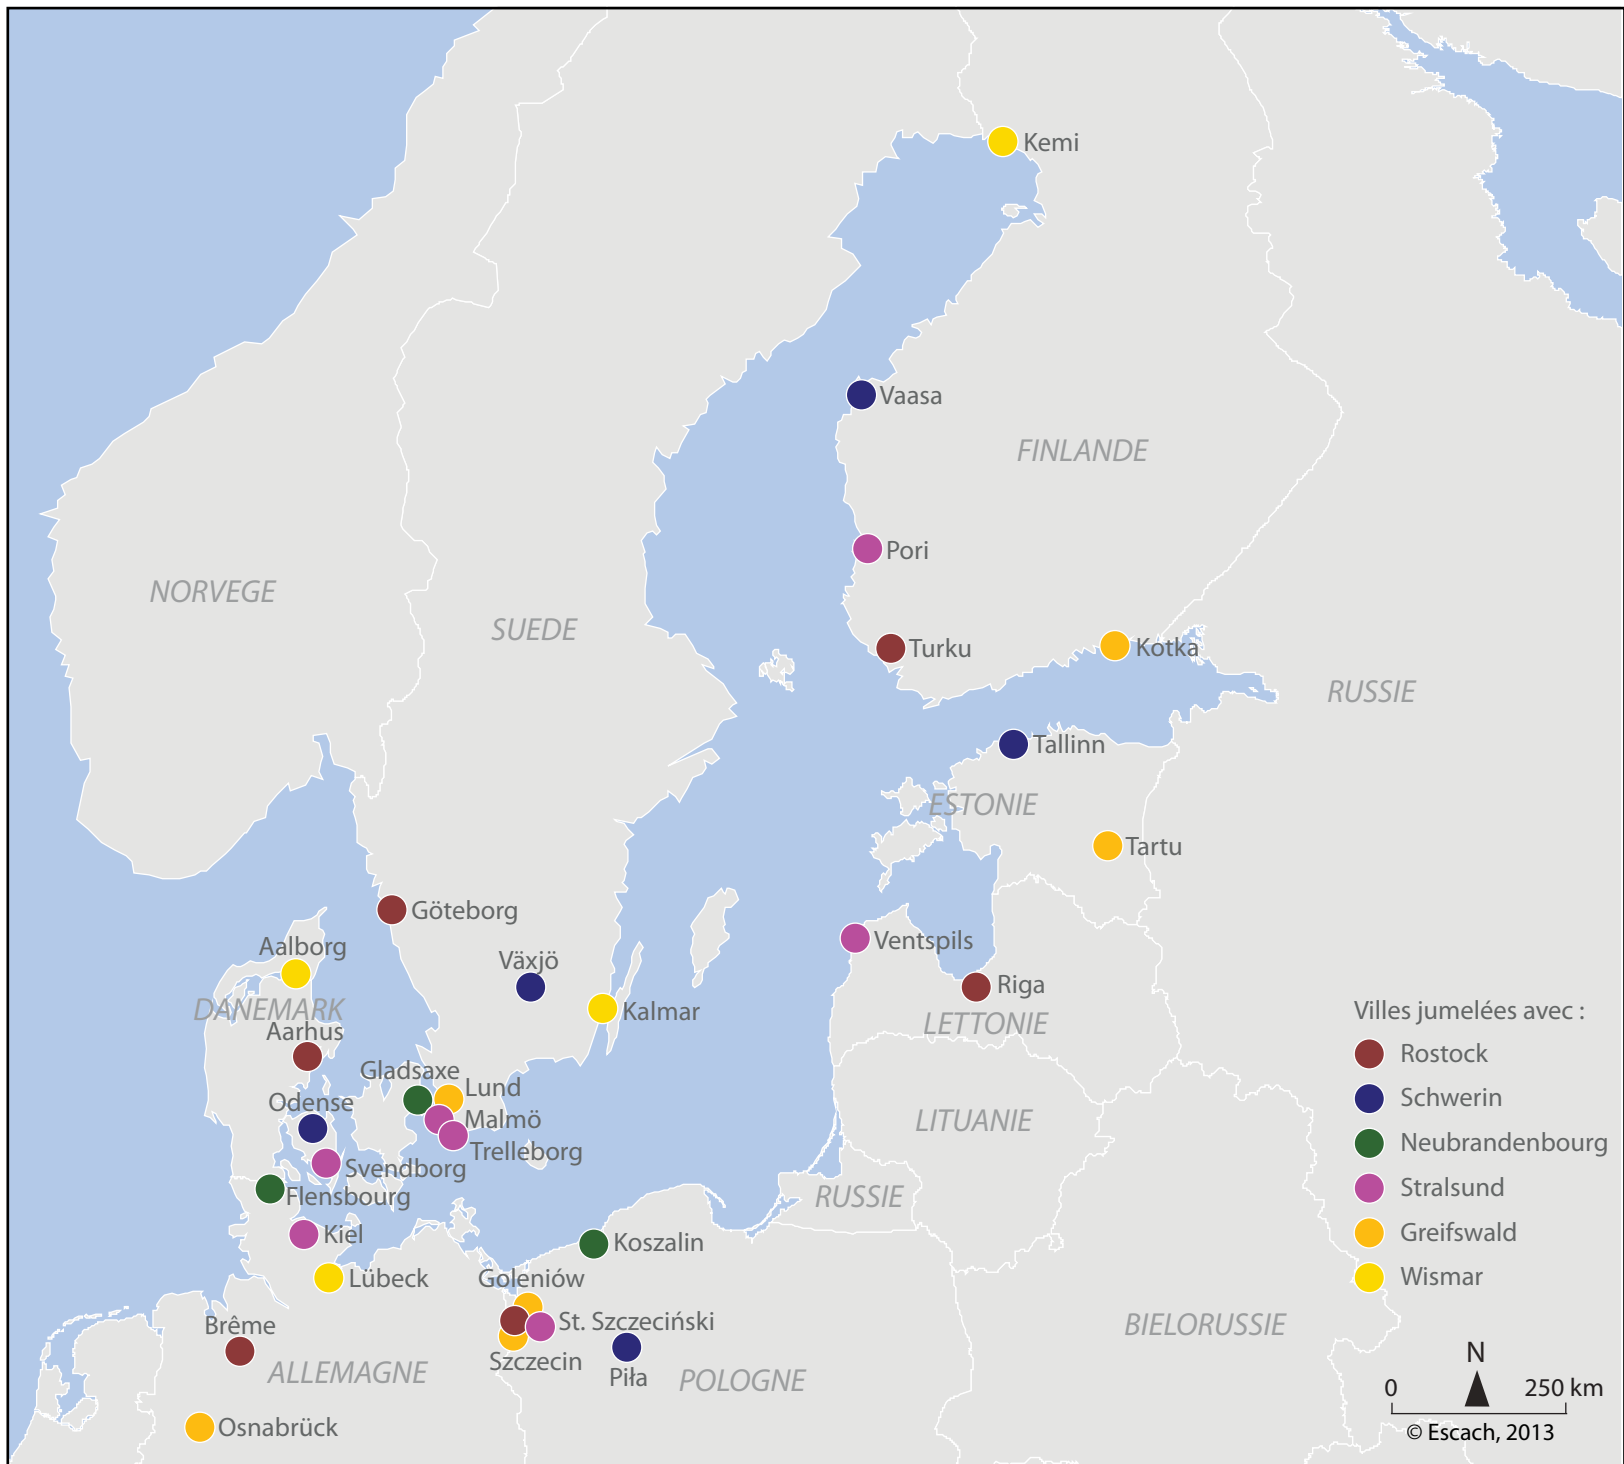 Kemi
Vaasa
FINLANDE
Pori
NORVEGE
SUEDE
Turku
Kotka
RUSSIE
Tallinn
ESTONIE
Tartu
Göteborg
Aalborg
Ventspils
Växjö
Riga
DANEMARK
Kalmar
LETTONIE
Aarhus
Gladsaxe
Lund
Odense
Malmö
LITUANIE
Trelleborg
Svendborg
Flensbourg
RUSSIE
Kiel
Koszalin
Lübeck
Goleniów
Brême
St. Szczeciński
BIELORUSSIE
Szczecin
Piła
ALLEMAGNE
POLOGNE
Osnabrück
Villes jumelées avec :
Rostock
Schwerin
Neubrandenbourg
Stralsund
Greifswald
Wismar
N
0 250 km
© Escach, 2013